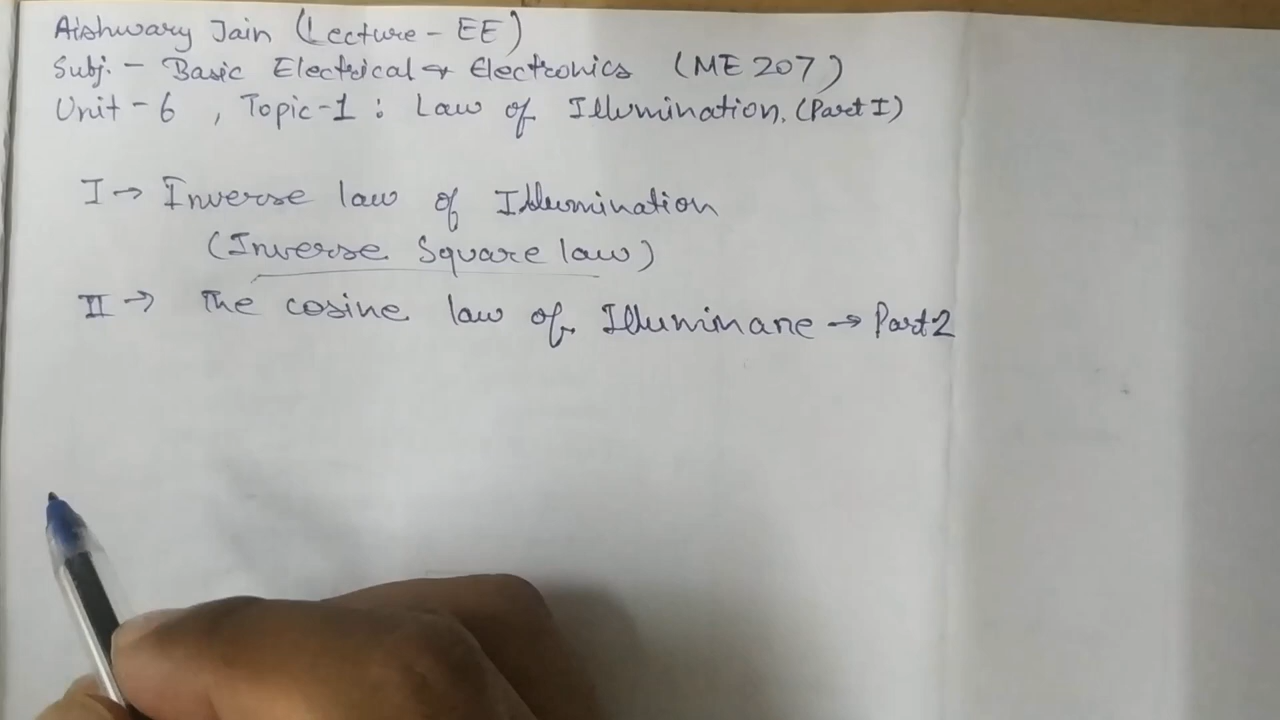 Aishwary Jain (Lecture - EE)
Subj. - Basic Electrical & Electronics (ME 207)
Unit - 6 , Topic-1 : Law of Illumination. (Part I)
I → Inverse law of Illumination
(Inverse Square law)
II → The cosine law of Illuminane → Part 2